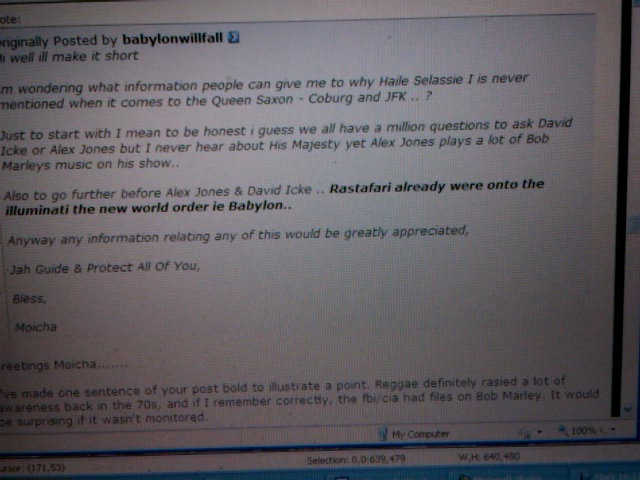 ote:
riginally Posted by babylonwillfall
i well ill make it short
m wondering what information people can give me to why Haile Selassie I is never
mentioned when it comes to the Queen Saxon - Coburg and JFK .. ?
Just to start with I mean to be honest i guess we all have a million questions to ask David
Icke or Alex Jones but I never hear about His Majesty yet Alex Jones plays a lot of Bob
Marleys music on his show..
Also to go further before Alex Jones & David Icke .. Rastafari already were onto the
illuminati the new world order ie Babylon..
Anyway any information relating any of this would be greatly appreciated,
Jah Guide & Protect All Of You,
Bless,
Moicha
reetings Moicha.......
've made one sentence of your post bold to illustrate a point. Reggae definitely rasied a lot of
awareness back in the 70s, and if I remember correctly, the fbi/cia had files on Bob Marley. It would
be surprising if it wasn't monitored.
My Computer
100%
ursor: (171,53)
Selection: 0,0:639,479
W,H: 640,480